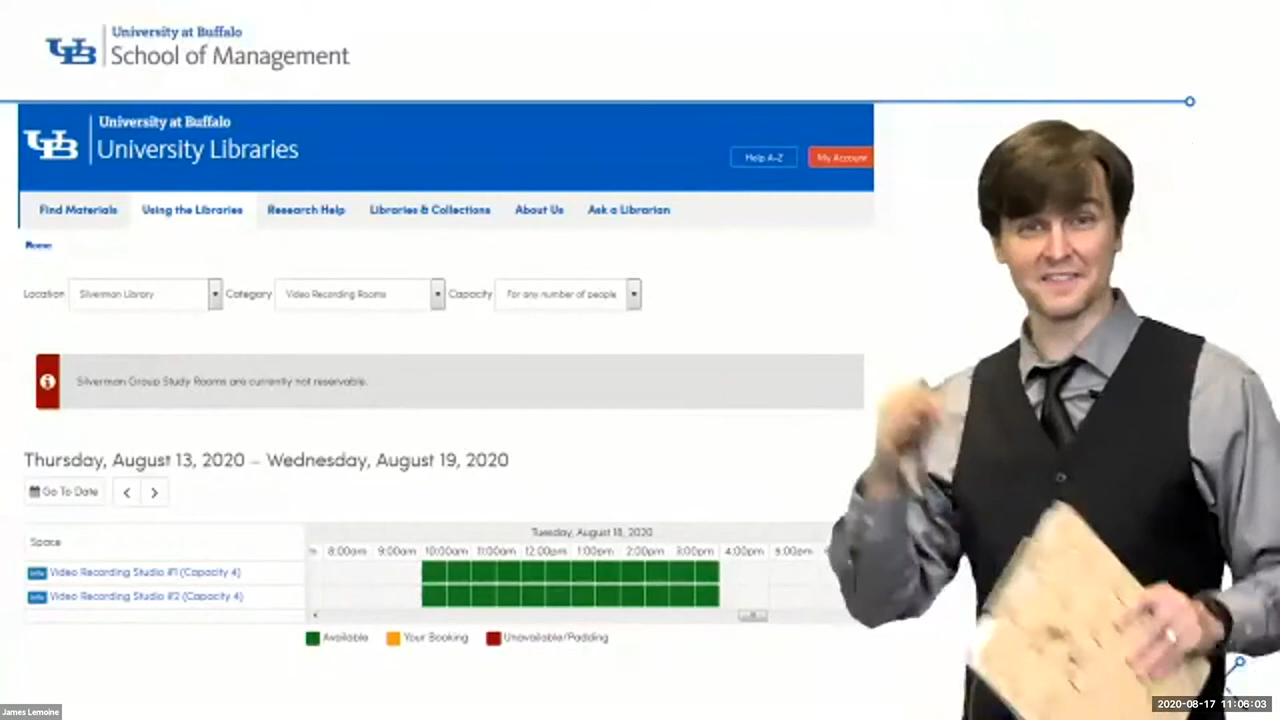 University at Buffalo
School of Management
University at Buffalo
University Libraries
Help A-Z
My Account
Find Materials
Using the Libraries
Research Help
Libraries & Collections
About Us
Ask a Librarian
Home
Location
Silverman Library
Category
Video Recording Rooms
Capacity
For any number of people
Silverman Group Study Rooms are currently not reservable.
Thursday, August 13, 2020 – Wednesday, August 19, 2020
Go To Date
Tuesday, August 18, 2020
Space
8:00am 9:00am 10:00am 11:00am 12:00pm 1:00pm 2:00pm 3:00pm 4:00pm
Info Video Recording Studio #1 (Capacity 4)
Info Video Recording Studio #2 (Capacity 4)
Available
Your Booking
Unavailable/Padding
James Lemoine
2020-08-17 11:06:03